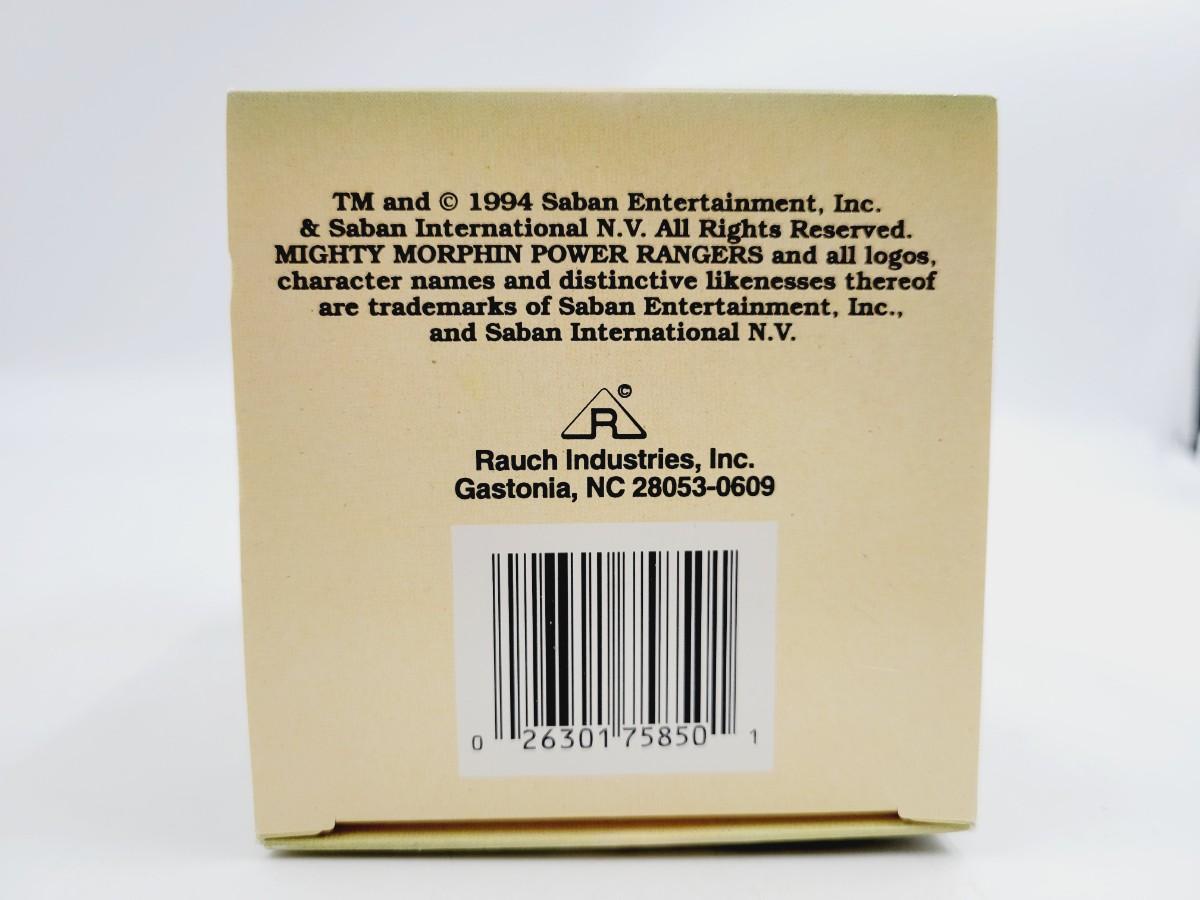 TM and © 1994 Saban Entertainment, Inc.
& Saban International N.V. All Rights Reserved.
MIGHTY MORPHIN POWER RANGERS and all logos,
character names and distinctive likenesses thereof
are trademarks of Saban Entertainment, Inc.,
and Saban International N.V.
R ©
Rauch Industries, Inc.
Gastonia, NC 28053-0609
0 26301 75850 1